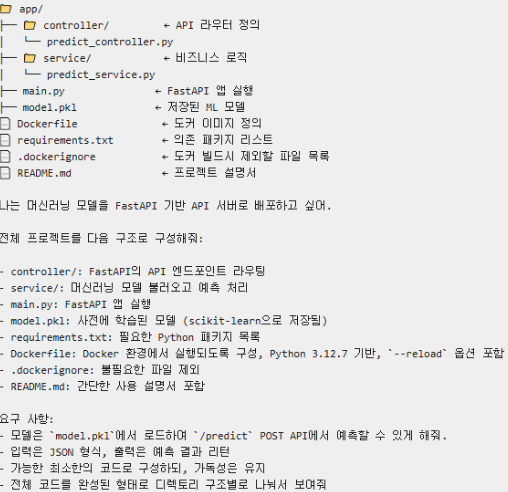 📂 app/
├── 📂 controller/ ← API 라우터 정의
│ └── predict_controller.py
├── 📂 service/ ← 비즈니스 로직
│ └── predict_service.py
├── main.py ← FastAPI 앱 실행
├── model.pkl ← 저장된 ML 모델
📄 Dockerfile ← 도커 이미지 정의
📄 requirements.txt ← 의존 패키지 리스트
📄 .dockerignore ← 도커 빌드시 제외할 파일 목록
📄 README.md ← 프로젝트 설명서
나는 머신러닝 모델을 FastAPI 기반 API 서버로 배포하고 싶어.
전체 프로젝트를 다음 구조로 구성해줘:
- controller/: FastAPI의 API 엔드포인트 라우팅
- service/: 머신러닝 모델 불러오고 예측 처리
- main.py: FastAPI 앱 실행
- model.pkl: 사전에 학습된 모델 (scikit-learn으로 저장됨)
- requirements.txt: 필요한 Python 패키지 목록
- Dockerfile: Docker 환경에서 실행되도록 구성, Python 3.12.7 기반, `--reload` 옵션 포함
- .dockerignore: 불필요한 파일 제외
- README.md: 간단한 사용 설명서 포함
요구 사항:
- 모델은 `model.pkl`에서 로드하여 `/predict` POST API에서 예측할 수 있게 해줘.
- 입력은 JSON 형식, 출력은 예측 결과 리턴
- 가능한 최소한의 코드로 구성하되, 가독성은 유지
- 전체 코드를 완성된 형태로 디렉토리 구조별로 나눠서 보여줘